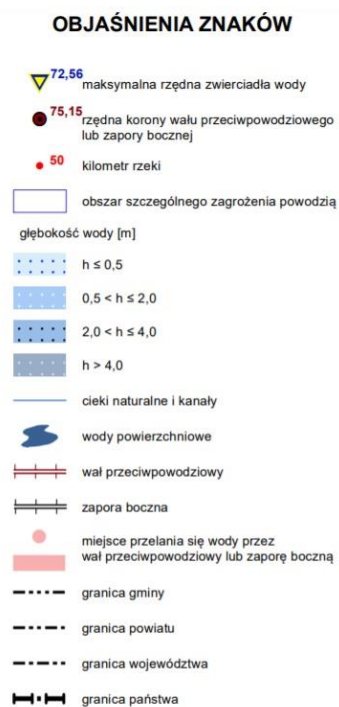 OBJAŚNIENIA ZNAKÓW
72,56
maksymalna rzędna zwierciadła wody
75,15
rzędna korony wału przeciwpowodziowego
lub zapory bocznej
50
kilometr rzeki
obszar szczególnego zagrożenia powodzią
głębokość wody [m]
h ≤ 0,5
0,5 < h ≤ 2,0
2,0 < h ≤ 4,0
h > 4,0
cieki naturalne i kanały
wody powierzchniowe
wał przeciwpowodziowy
zapora boczna
miejsce przelania się wody przez
wał przeciwpowodziowy lub zaporę boczną
granica gminy
granica powiatu
granica województwa
granica państwa